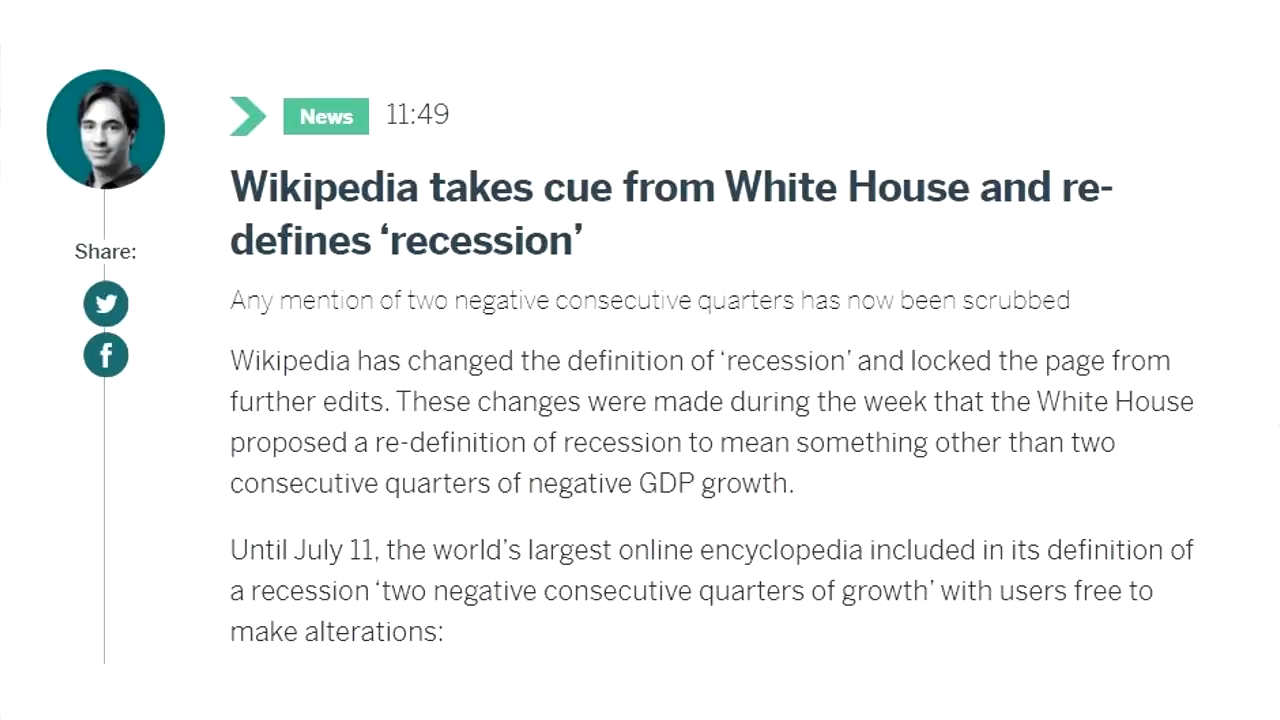 News 11:49
Wikipedia takes cue from White House and re-
defines ‘recession’
Share:
Any mention of two negative consecutive quarters has now been scrubbed
Wikipedia has changed the definition of ‘recession’ and locked the page from
further edits. These changes were made during the week that the White House
proposed a re-definition of recession to mean something other than two
consecutive quarters of negative GDP growth.
Until July 11, the world’s largest online encyclopedia included in its definition of
a recession ‘two negative consecutive quarters of growth’ with users free to
make alterations: